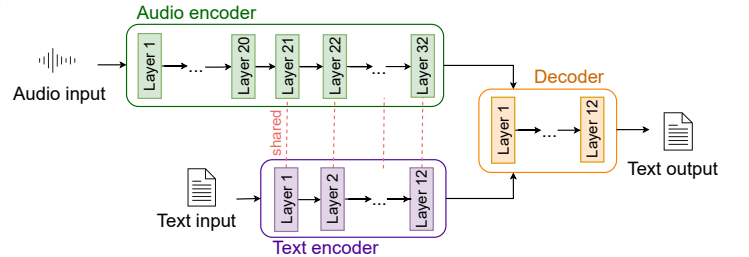 Audio encoder
Layer 1
...
Layer 20
Layer 21
Layer 22
...
Layer 32
Audio input
Decoder
Layer 1
...
Layer 12
Text output
shared
Layer 1
Layer 2
...
Layer 12
Text input
Text encoder